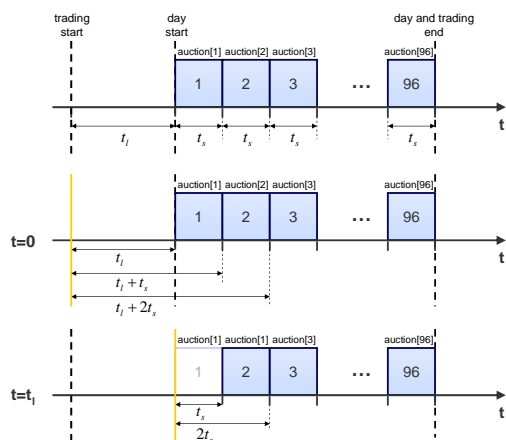 trading start
day start
day and trading end
auction[1] auction[2] auction[3] auction[96]
1 2 3 ... 96
t
t_l t_s t_s t_s t_s
auction[1] auction[2] auction[3] auction[96]
1 2 3 ... 96
t=0
t
t_l
t_l + t_s
t_l + 2t_s
auction[1] auction[2] auction[3] auction[96]
1 2 3 ... 96
t=t_l
t
t_s
2t_s